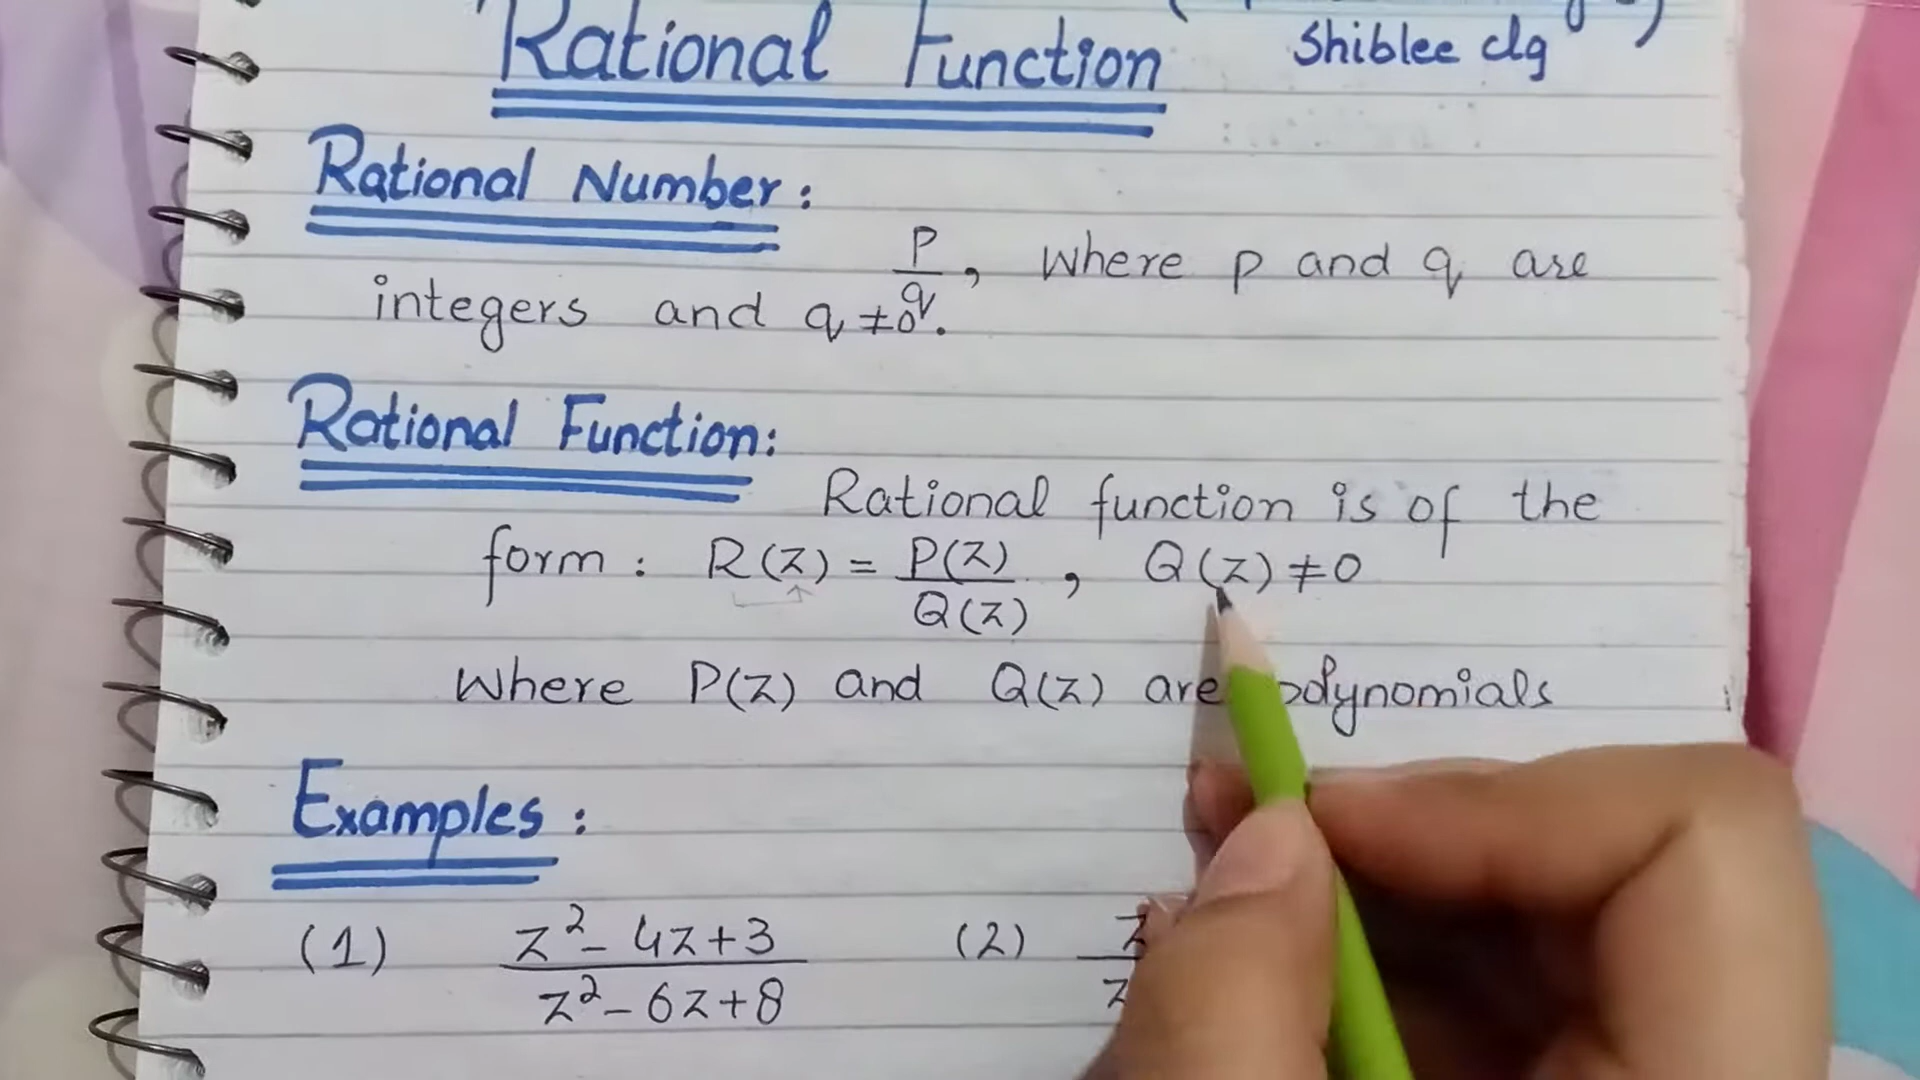 Rational Function
Shiblee clg )
Rational Number:
p/q, where p and q are
integers and q ≠ 0.
Rational Function:
Rational function is of the
form : R(z) = P(z)/Q(z) , Q(z) ≠ 0
where P(z) and Q(z) are polynomials
Examples :
(1) z² - 4z + 3 / z² - 6z + 8 (2) z / z